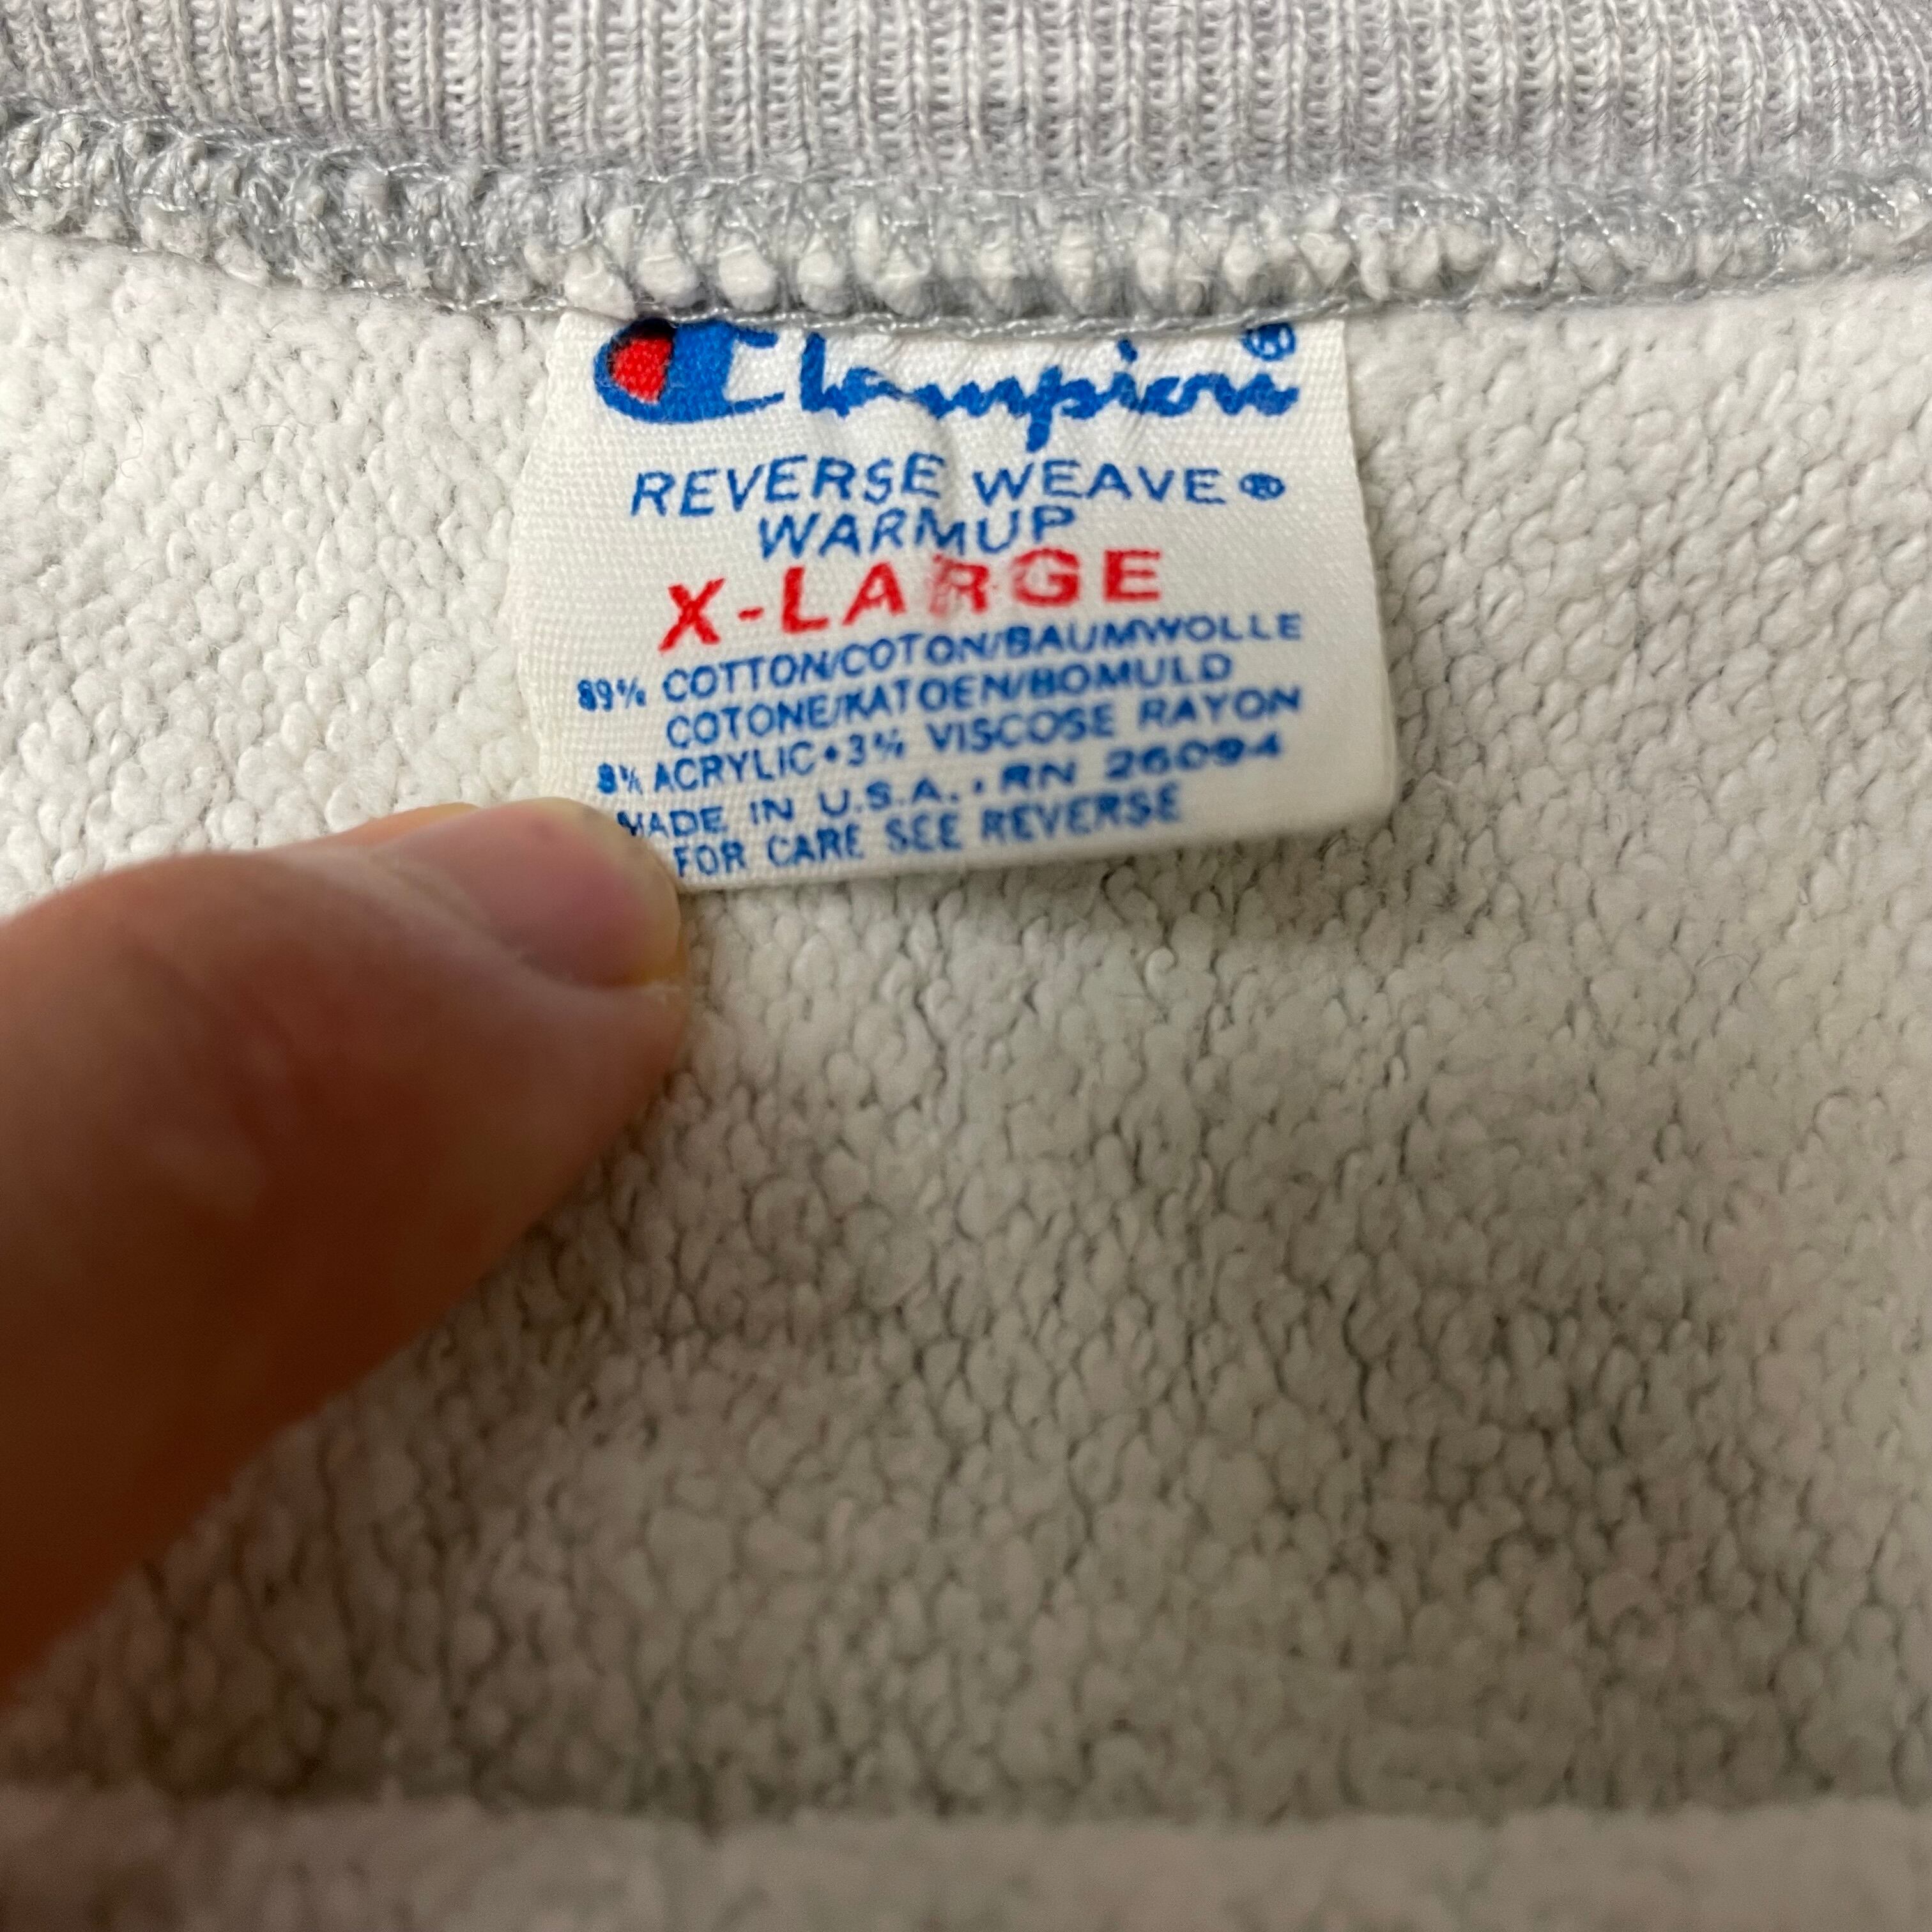 Champion®
REVERSE WEAVE®
WARMUP
X-LARGE
89% COTTON/COTON/BAUMWOLLE
COTONE/KATOEN/BOMULD
8% ACRYLIC•3% VISCOSE RAYON
MADE IN U.S.A. • RN 26094
FOR CARE SEE REVERSE